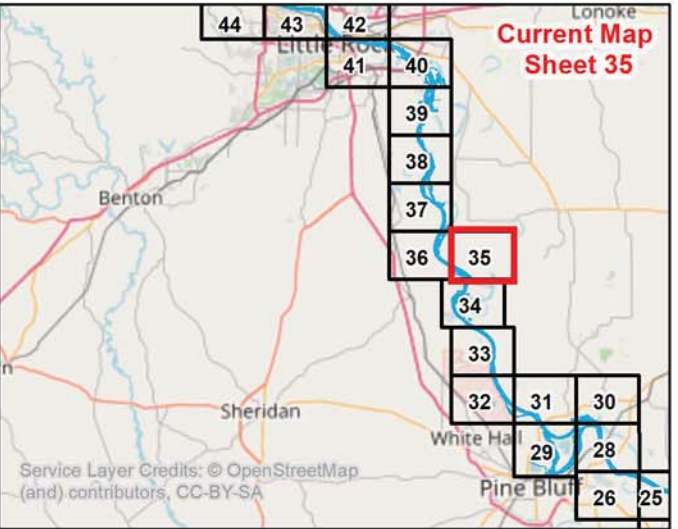 44 43 42 Lonoke
Little Rock
Current Map
Sheet 35
41 40
39
38
Benton
37
36 35
34
n
33
32 31 30
Sheridan
White Hall
29 28
Service Layer Credits: © OpenStreetMap
(and) contributors, CC-BY-SA
Pine Bluff
26 25